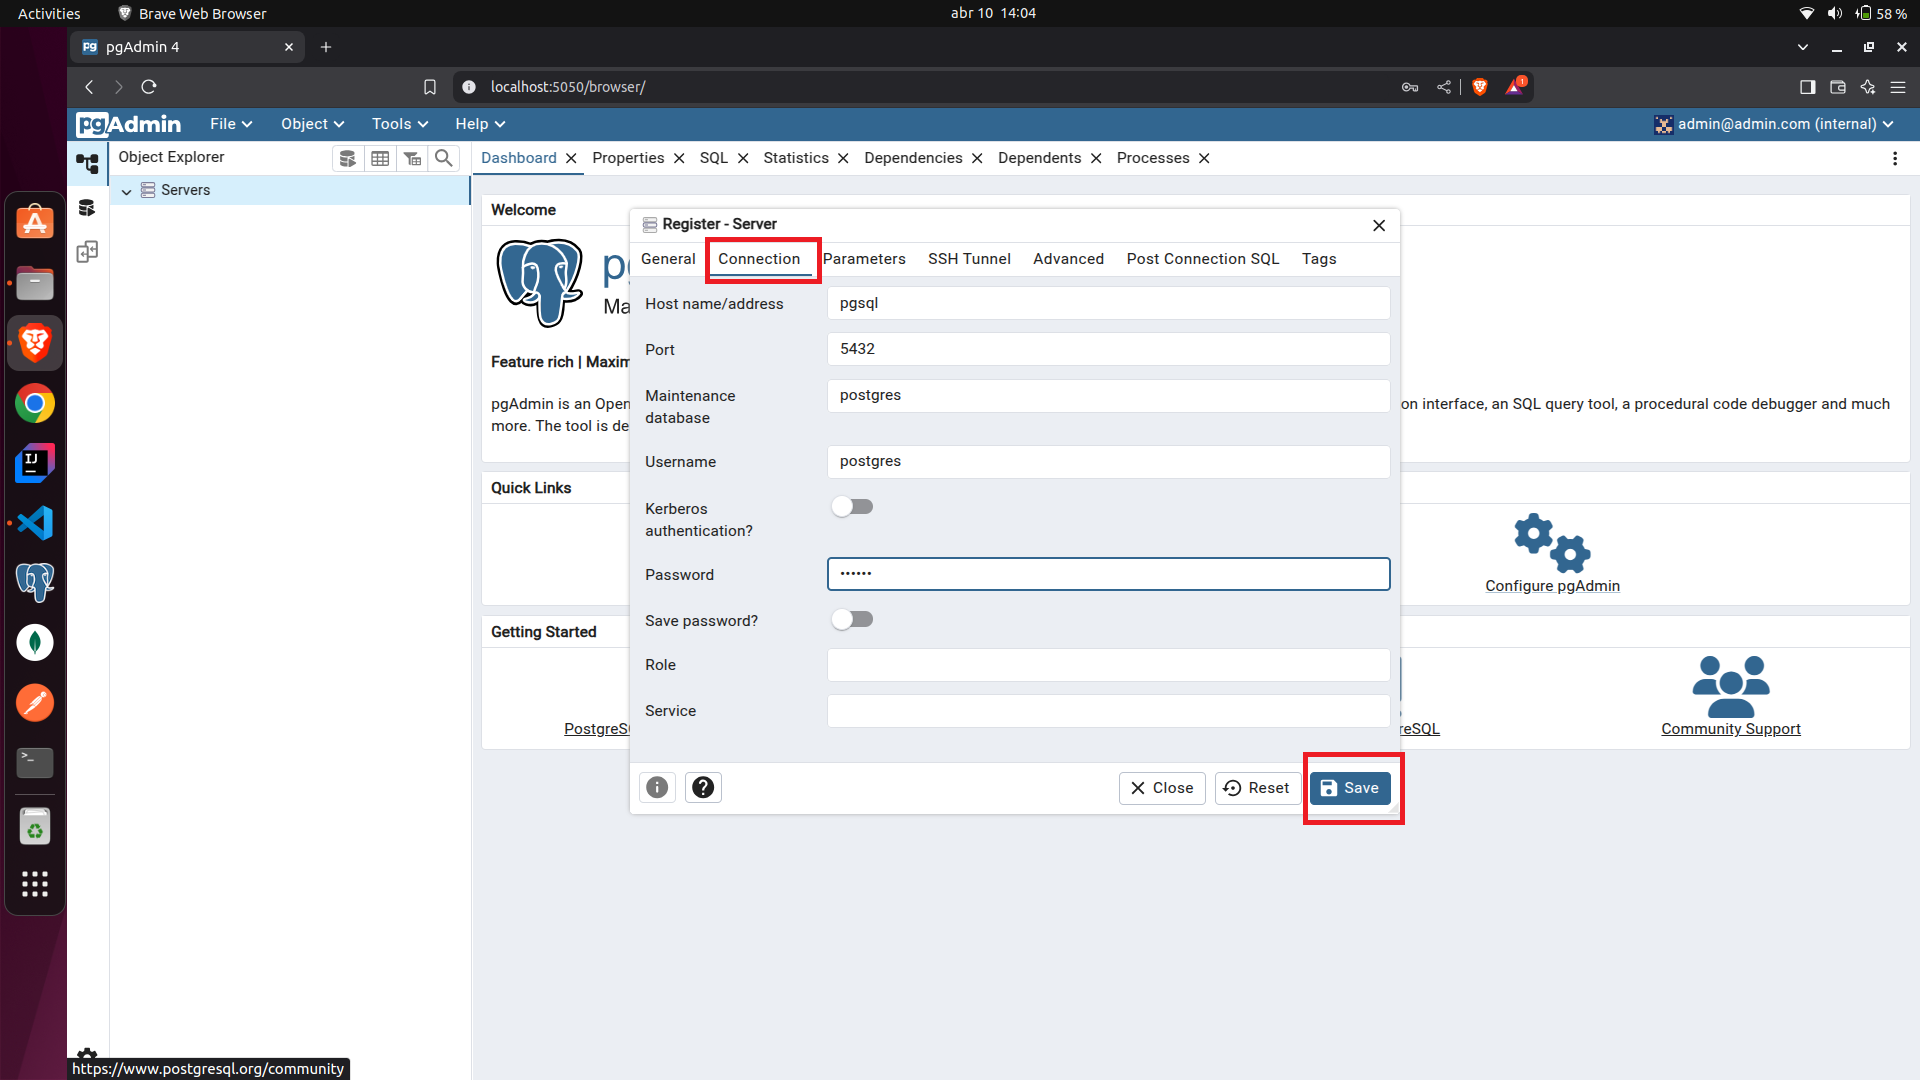 Activities
Brave Web Browser
abr 10 14:04
58 %
pgAdmin 4
localhost:5050/browser/
1
pgAdmin
File
Object
Tools
Help
admin@admin.com (internal)
Object Explorer
Dashboard
Properties
SQL
Statistics
Dependencies
Dependents
Processes
Servers
Welcome
Register - Server
General
Connection
Parameters
SSH Tunnel
Advanced
Post Connection SQL
Tags
Host name/address
pgsql
Port
5432
Maintenance
database
postgres
Username
postgres
Kerberos
authentication?
Password
••••••
Save password?
Role
Service
Close
Reset
Save
Ma
Feature rich | Maxim
pgAdmin is an Open
on interface, an SQL query tool, a procedural code debugger and much
more. The tool is de
Quick Links
Configure pgAdmin
Getting Started
PostgreS
reSQL
Community Support
IJ
https://www.postgresql.org/community